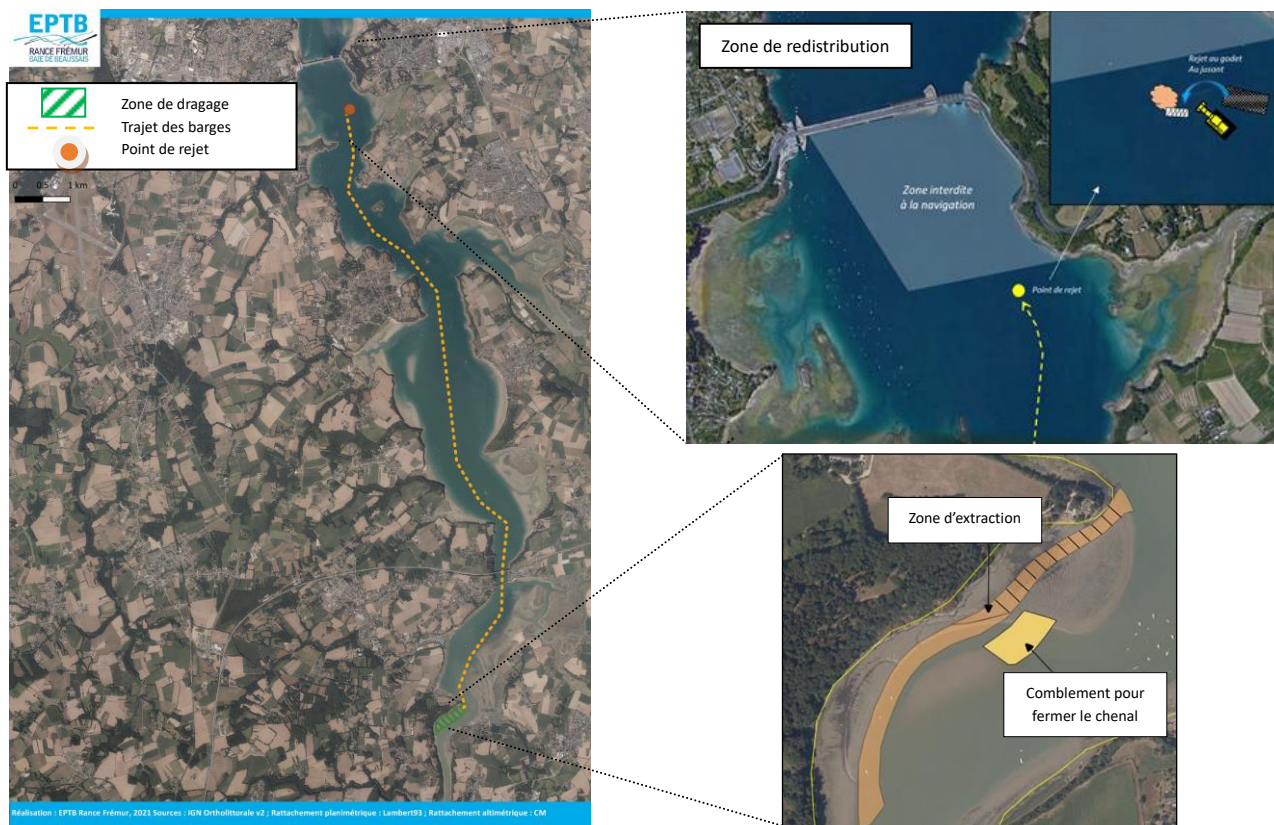 EPTB
RANCE FRÉMUR
BAIE DE BEAUSSAIS
Zone de dragage
Trajet des barges
Point de rejet
0 0.5 1 km
Réalisation : EPTB Rance Frémur, 2021 Sources : IGN Ortholittorale v2 ; Rattachement planimétrique : Lambert93 ; Rattachement altimétrique : CM
Zone de redistribution
Rejet au godet
Au jusant
Zone interdite
à la navigation
Point de rejet
Zone d'extraction
Comblement pour
fermer le chenal